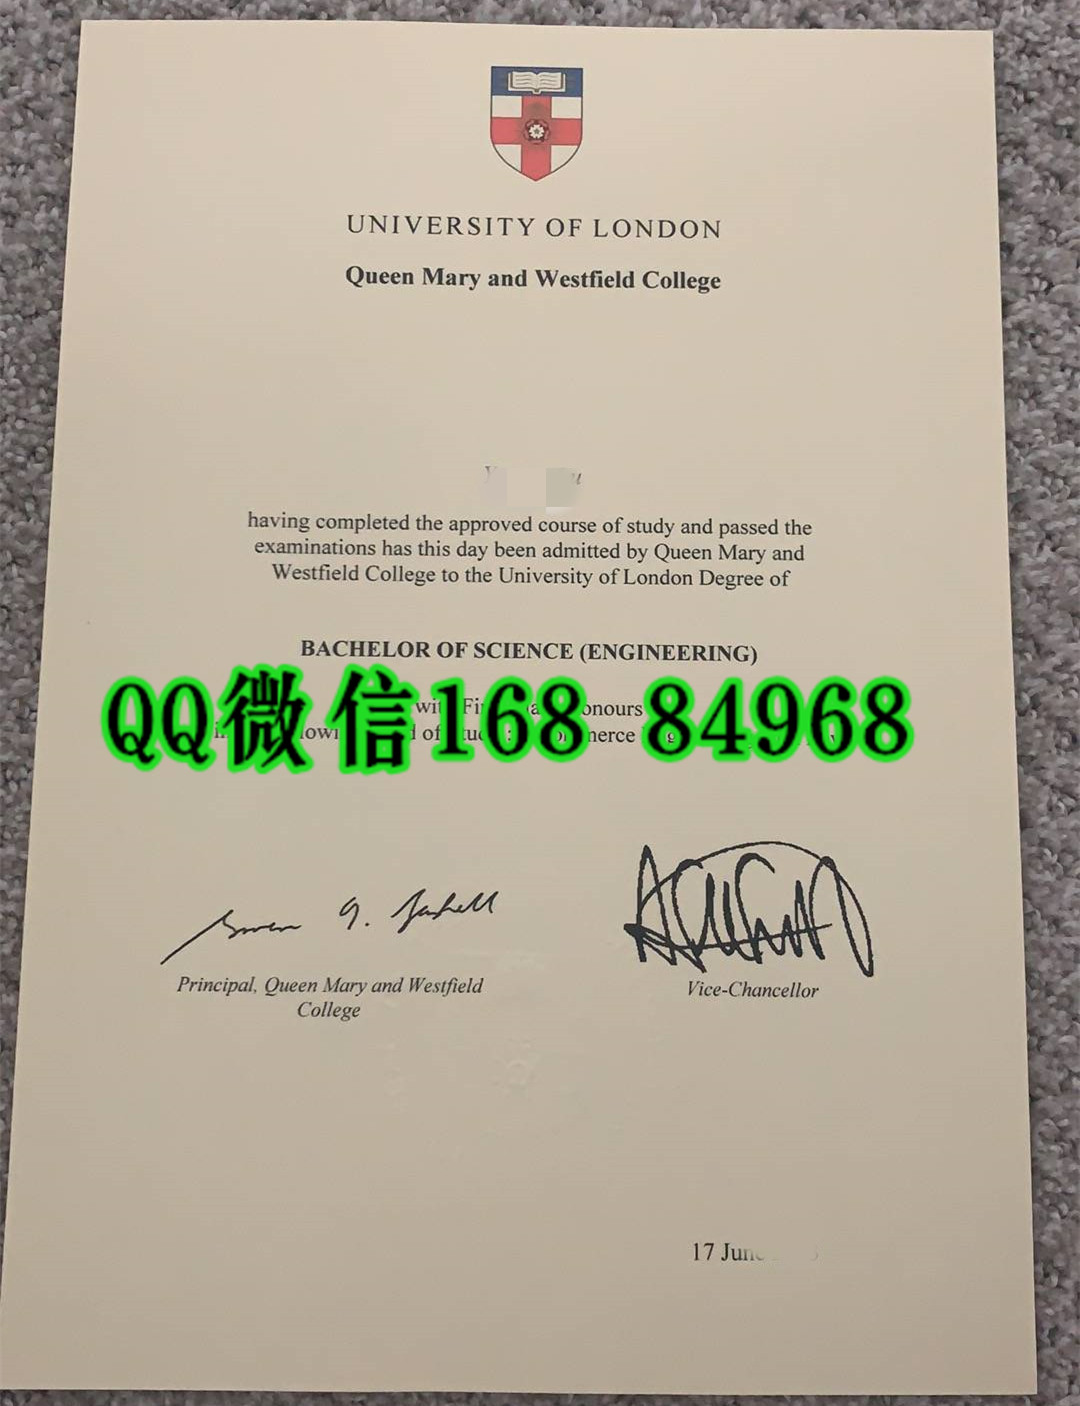 UNIVERSITY OF LONDON
Queen Mary and Westfield College
having completed the approved course of study and passed the
examinations has this day been admitted by Queen Mary and
Westfield College to the University of London Degree of
BACHELOR OF SCIENCE (ENGINEERING)
QQ微信168 84968
Principal, Queen Mary and Westfield
College
Vice-Chancellor
17